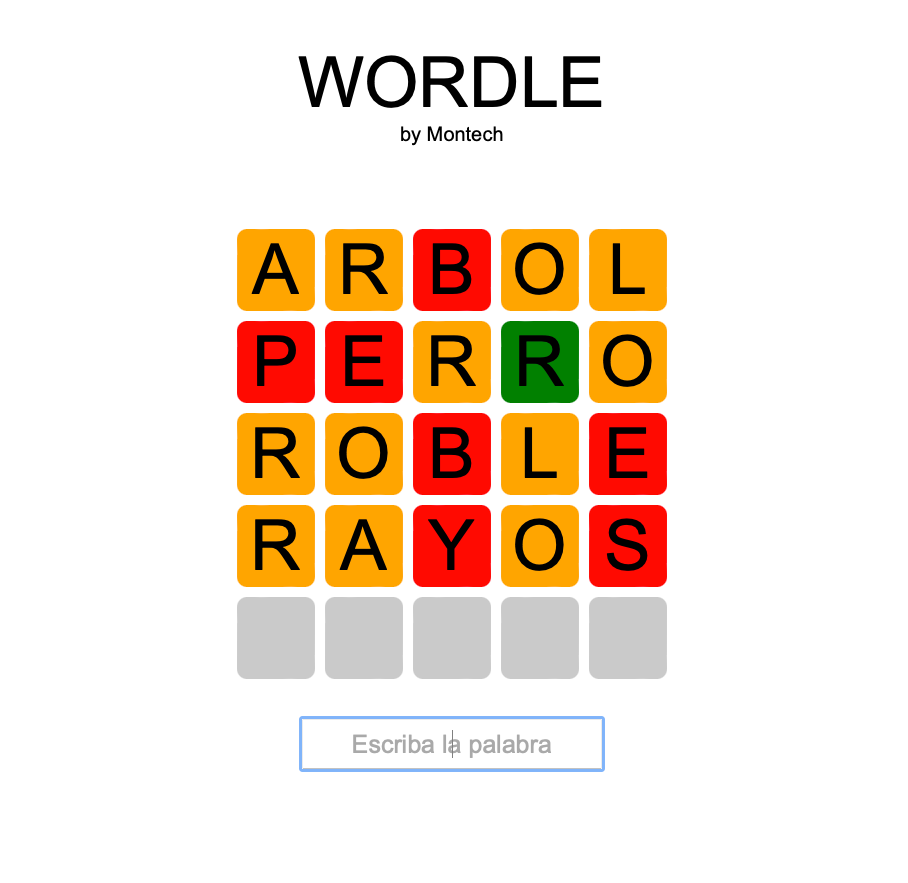 WORDLE
by Montech
A R B O L
P E R R O
R O B L E
R A Y O S
Escriba la palabra